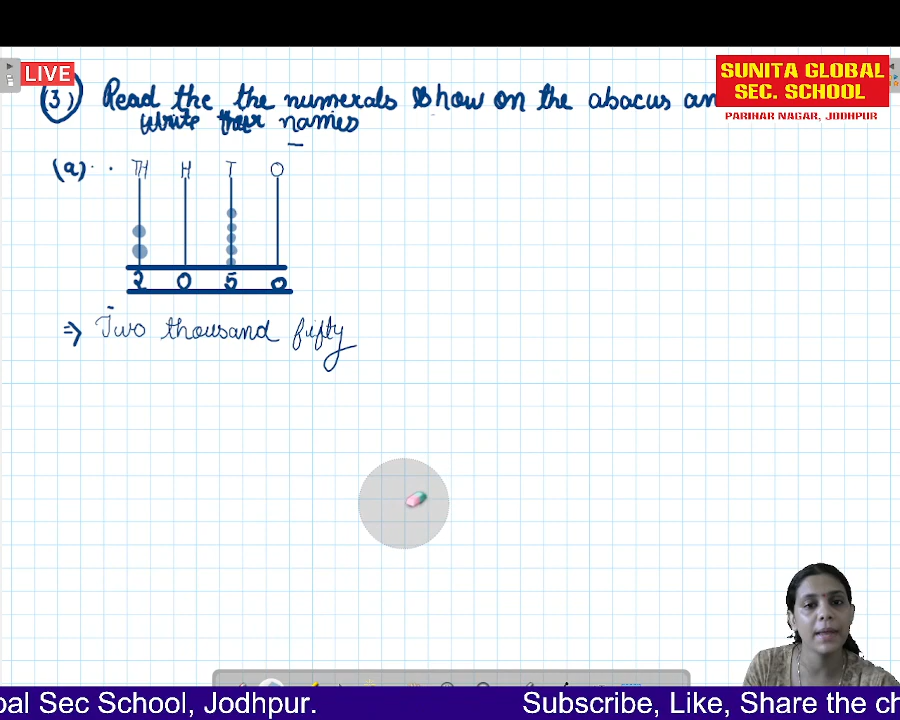 LIVE
SUNITA GLOBAL
SEC. SCHOOL
PARIHAR NAGAR, JODHPUR
(3) Read the the numerals show on the abacus an
write their names
(a) TH H T O
2 0 5 0
⇒ Two thousand fifty
bal Sec School, Jodhpur. Subscribe, Like, Share the ch